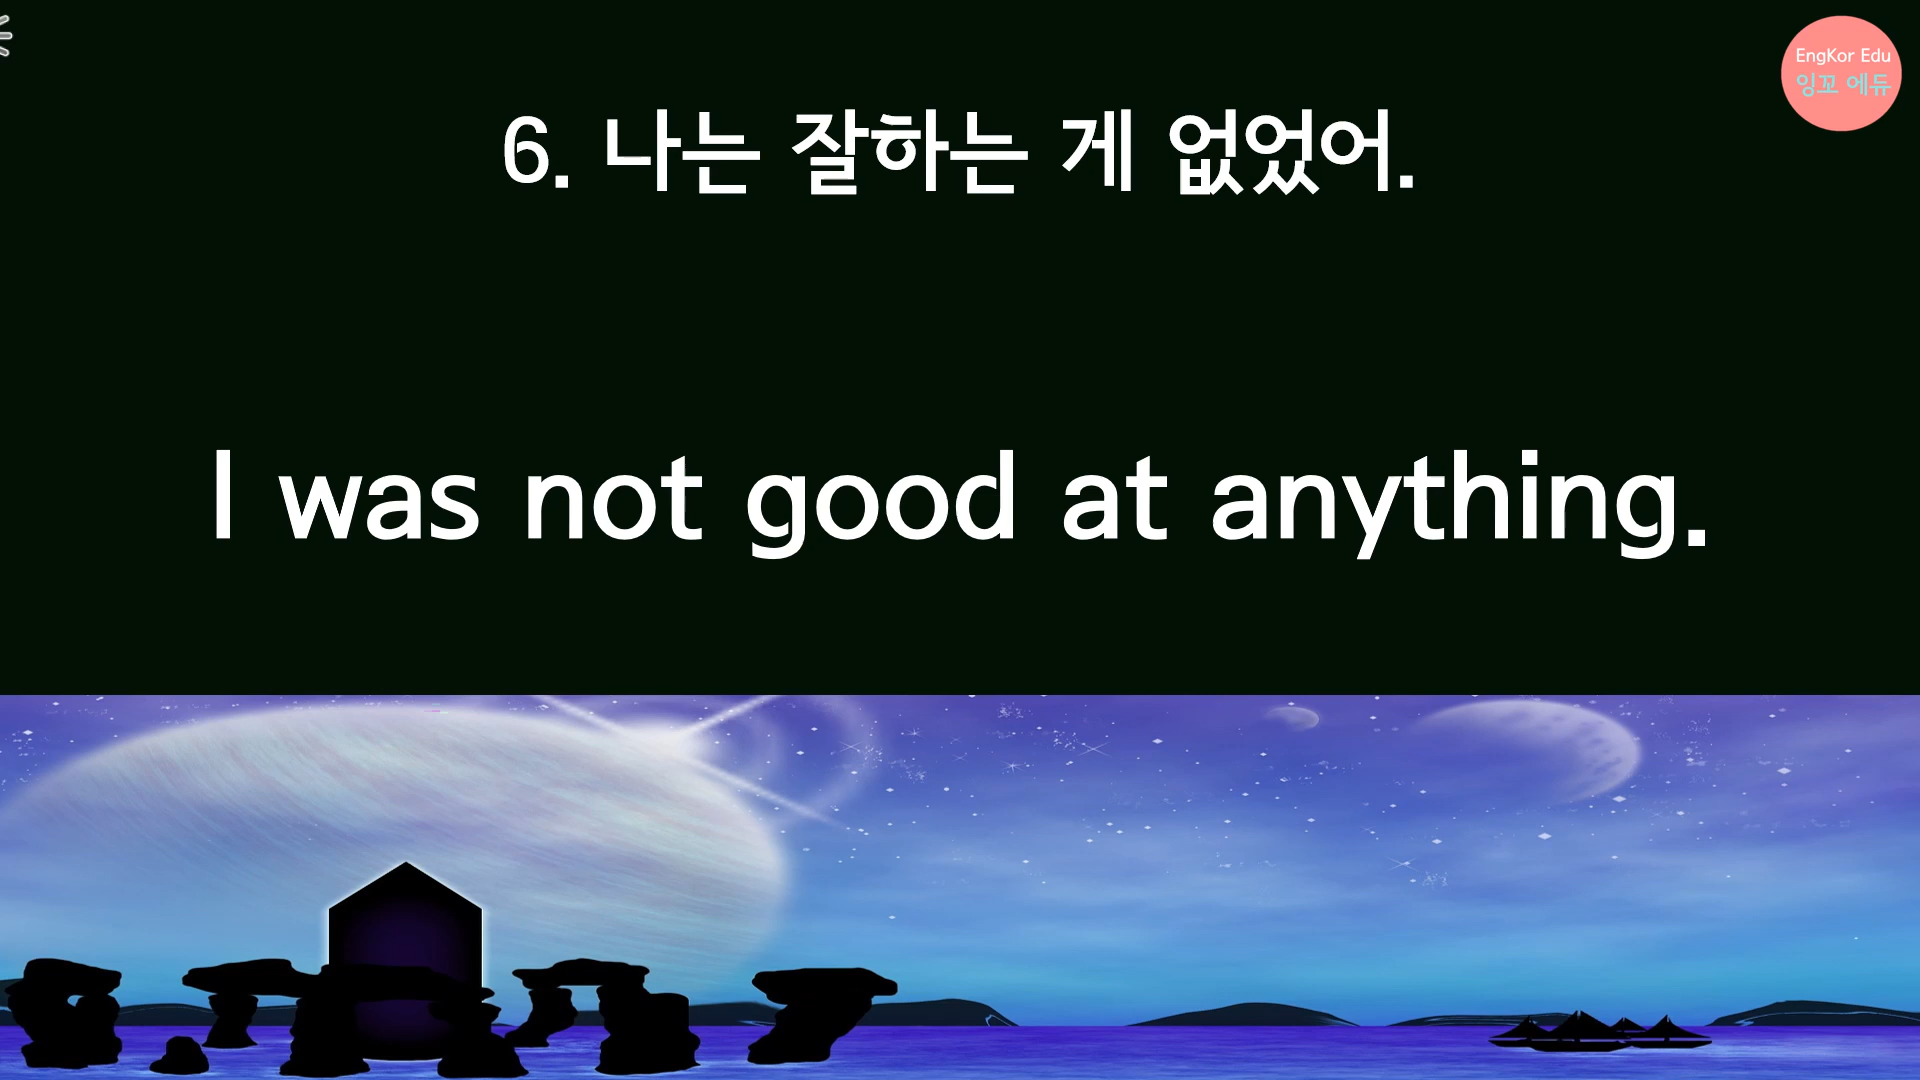 EngKor Edu
잉꼬 에듀
6. 나는 잘하는 게 없었어.
I was not good at anything.